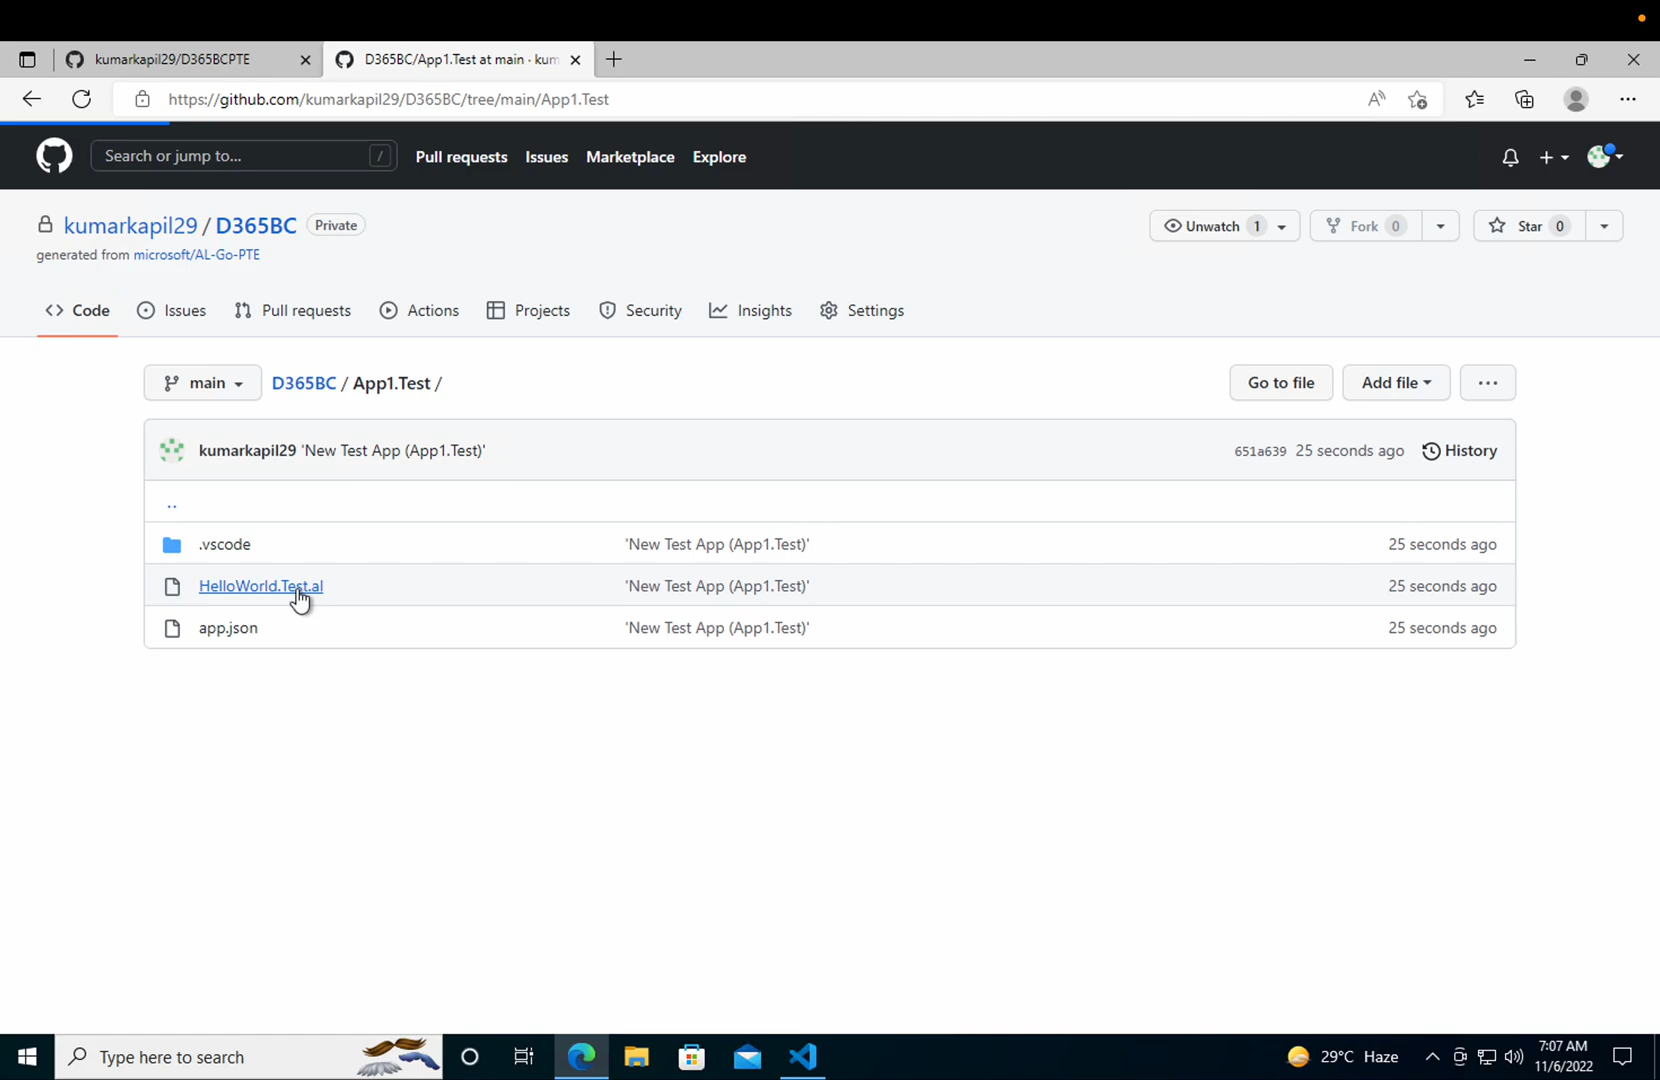 kumarkapil29/D365BCPTE
D365BC/App1.Test at main · kum
https://github.com/kumarkapil29/D365BC/tree/main/App1.Test
Search or jump to... /
Pull requests Issues Marketplace Explore
kumarkapil29 / D365BC Private
Unwatch 1 Fork 0 Star 0
generated from microsoft/AL-Go-PTE
Code Issues Pull requests Actions Projects Security Insights Settings
main D365BC / App1.Test /
Go to file Add file
kumarkapil29 'New Test App (App1.Test)' 651a639 25 seconds ago History
..
.vscode 'New Test App (App1.Test)' 25 seconds ago
HelloWorld.Test.al 'New Test App (App1.Test)' 25 seconds ago
app.json 'New Test App (App1.Test)' 25 seconds ago
Type here to search
29°C Haze
7:07 AM
11/6/2022